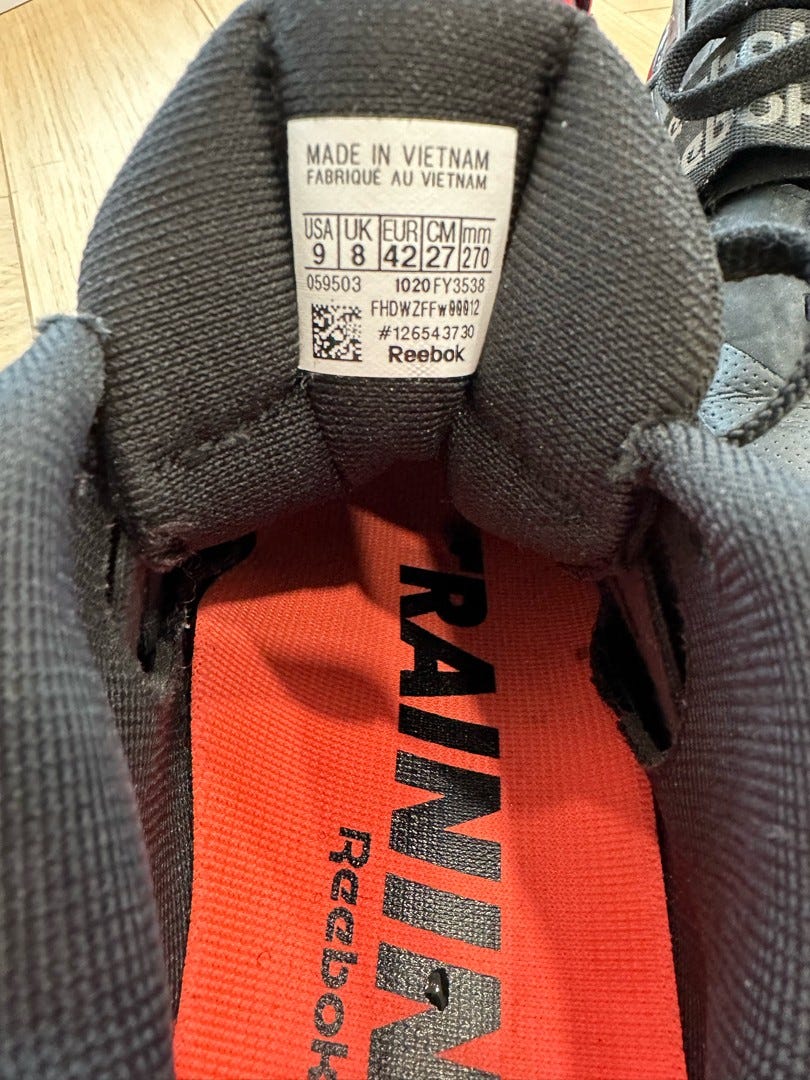 MADE IN VIETNAM
FABRIQUÉ AU VIETNAM
USA UK EUR CM mm
9 8 42 27 270
059503 1020 FY3538
FHDWZFFW00012
#126543730
Reebok
TRAINING
Reebok